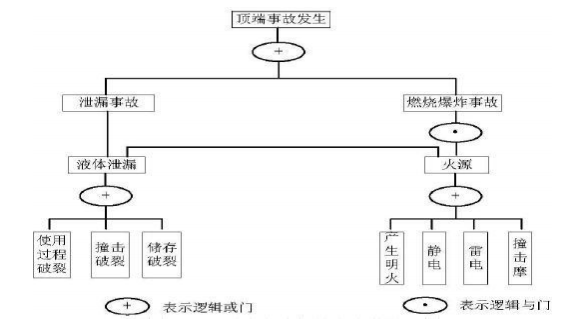 顶端事故发生
+
泄漏事故
燃烧爆炸事故
液体泄漏
火源
+
+
使用
过程
破裂
撞击
破裂
储存
破裂
产
生
明
火
静
电
雷
电
撞
击
摩
+ 表示逻辑或门
表示逻辑与门